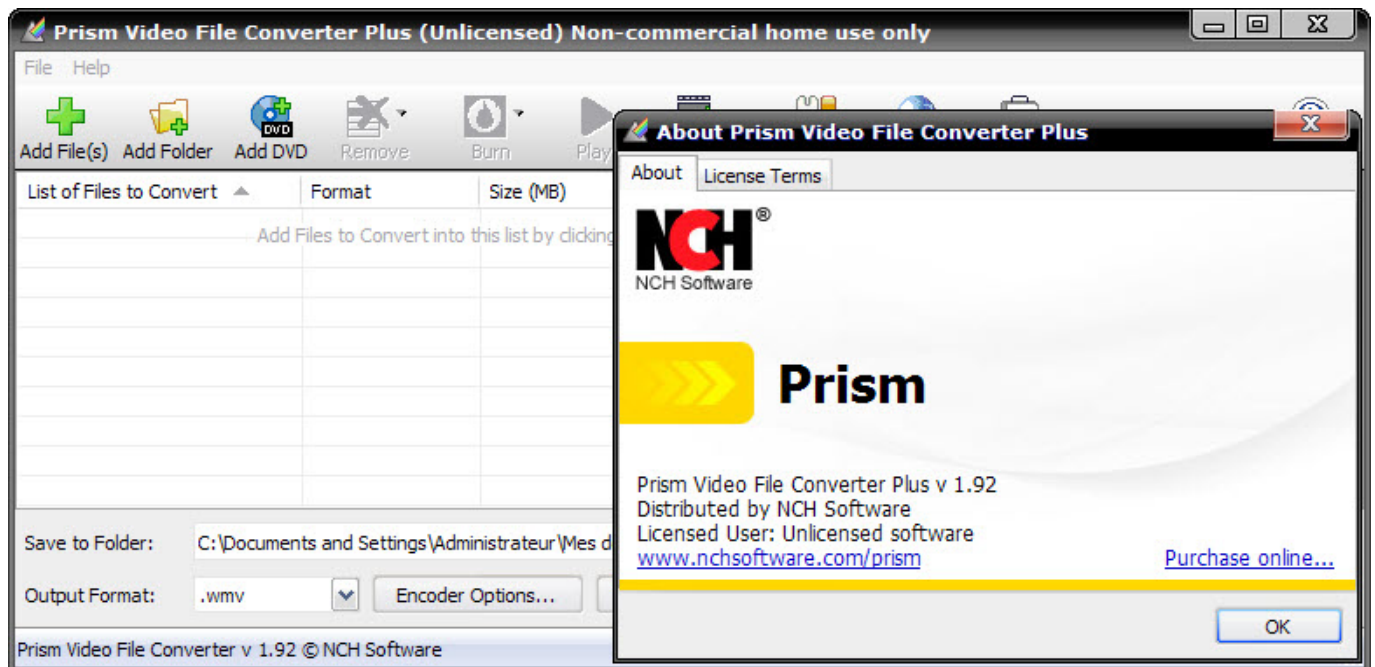 Prism Video File Converter Plus (Unlicensed) Non-commercial home use only
File Help
Add File(s) Add Folder Add DVD Remove Burn Play
DVD
List of Files to Convert Format Size (MB)
Add Files to Convert into this list by clicking
Save to Folder: C:\Documents and Settings\Administrateur\Mes d
Output Format: .wmv Encoder Options...
Prism Video File Converter v 1.92 © NCH Software
About Prism Video File Converter Plus
About License Terms
NCH®
NCH Software
Prism
Prism Video File Converter Plus v 1.92
Distributed by NCH Software
Licensed User: Unlicensed software
www.nchsoftware.com/prism Purchase online...
OK